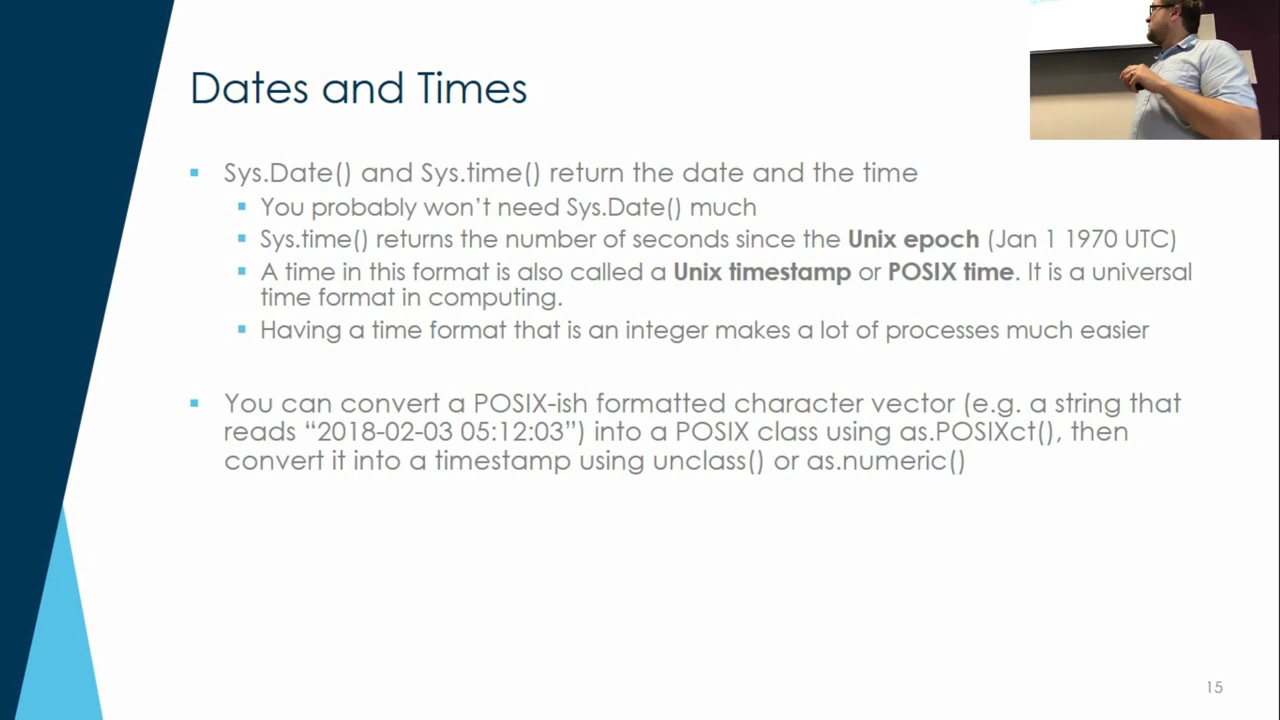 Dates and Times
Sys.Date() and Sys.time() return the date and the time
You probably won’t need Sys.Date() much
Sys.time() returns the number of seconds since the Unix epoch (Jan 1 1970 UTC)
A time in this format is also called a Unix timestamp or POSIX time. It is a universal
time format in computing.
Having a time format that is an integer makes a lot of processes much easier
You can convert a POSIX-ish formatted character vector (e.g. a string that
reads “2018-02-03 05:12:03”) into a POSIX class using as.POSIXct(), then
convert it into a timestamp using unclass() or as.numeric()
15